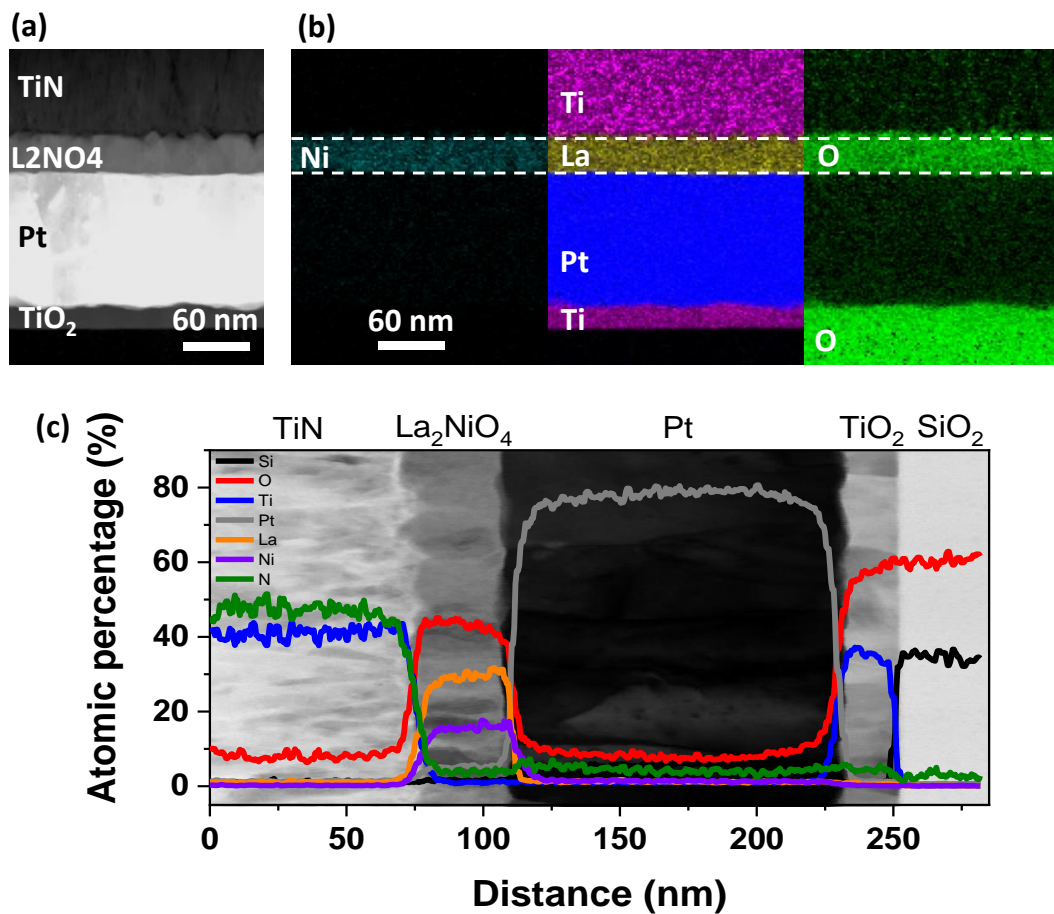 (a)
(b)
TiN
L2NO4
Pt
TiO₂
60 nm
Ni
60 nm
Ti
La
Pt
Ti
O
O
(c)
TiN
La₂NiO₄
Pt
TiO₂
SiO₂
Atomic percentage (%)
80
60
40
20
0
Si
O
Ti
Pt
La
Ni
N
0
50
100
150
200
250
Distance (nm)